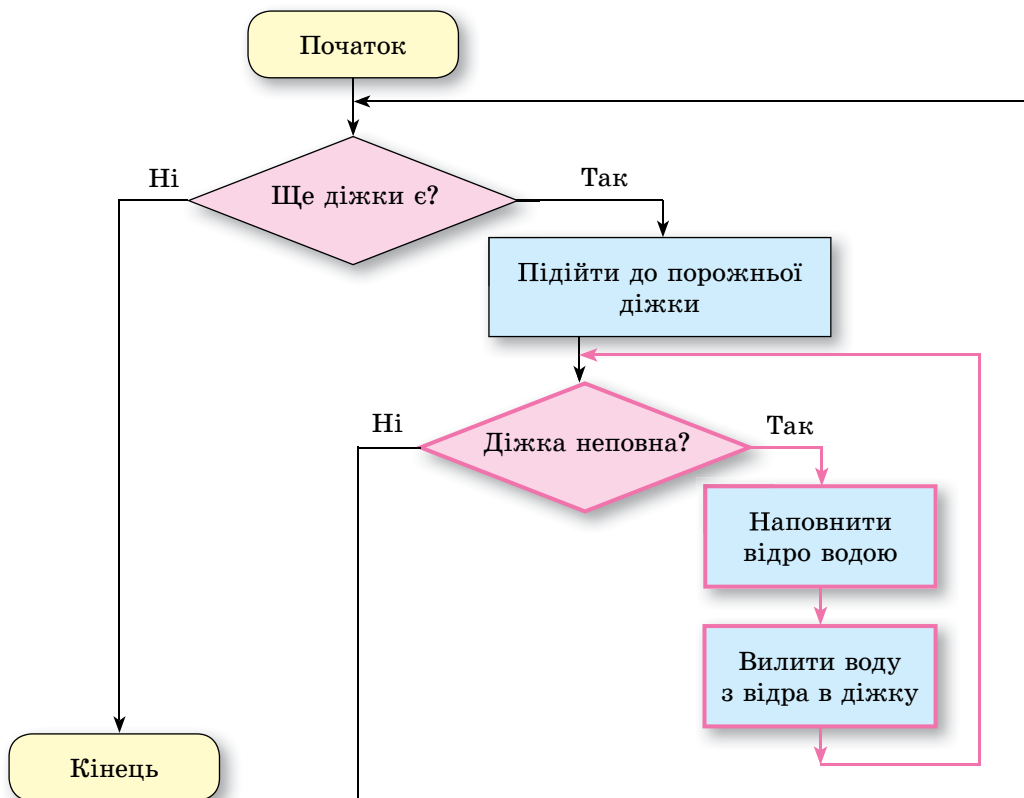 Початок
Ні
Ще діжки є?
Так
Підійти до порожньої
діжки
Ні
Діжка неповна?
Так
Наповнити
відро водою
Вилити воду
з відра в діжку
Кінець